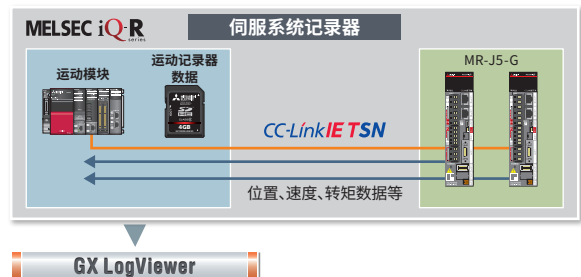 MELSEC iQ-R series
伺服系统记录器
运动模块
运动记录器
数据
4GB
MR-J5-G
CC-Link IE TSN
位置、速度、转矩数据等
GX LogViewer